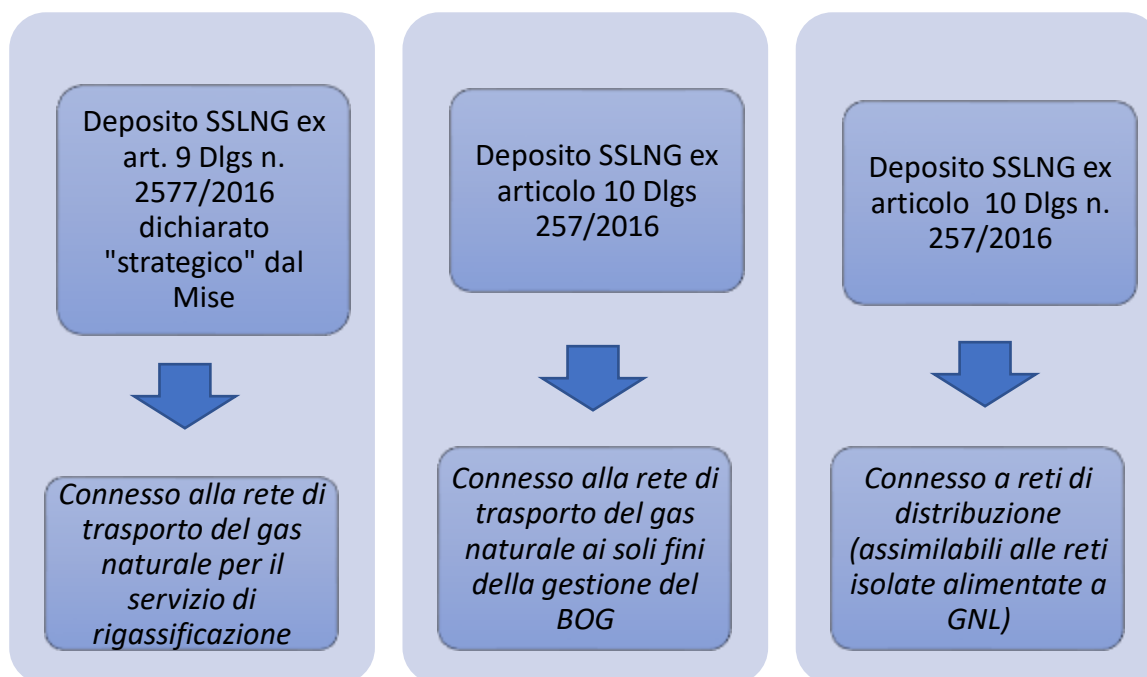 Deposito SSLNG ex
art. 9 Dlgs n.
2577/2016
dichiarato
"strategico" dal
Mise
Connesso alla rete di
trasporto del gas
naturale per il
servizio di
rigassificazione
Deposito SSLNG ex
articolo 10 Dlgs
257/2016
Connesso alla rete di
trasporto del gas
naturale ai soli fini
della gestione del
BOG
Deposito SSLNG ex
articolo  10 Dlgs n.
257/2016
Connesso a reti di
distribuzione
(assimilabili alle reti
isolate alimentate a
GNL)